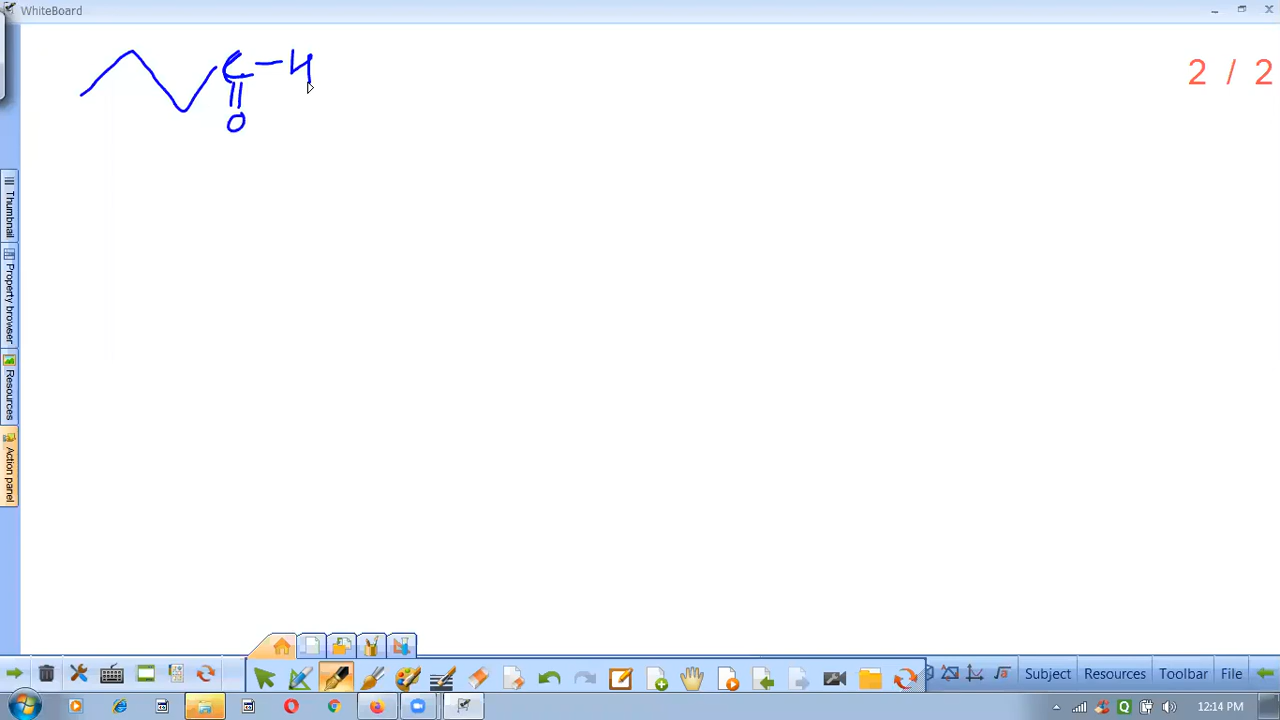 WhiteBoard
C-H
O
2 / 2
Thumbnail
Property browser
Resources
Action panel
Subject
Resources
Toolbar
File
12:14 PM